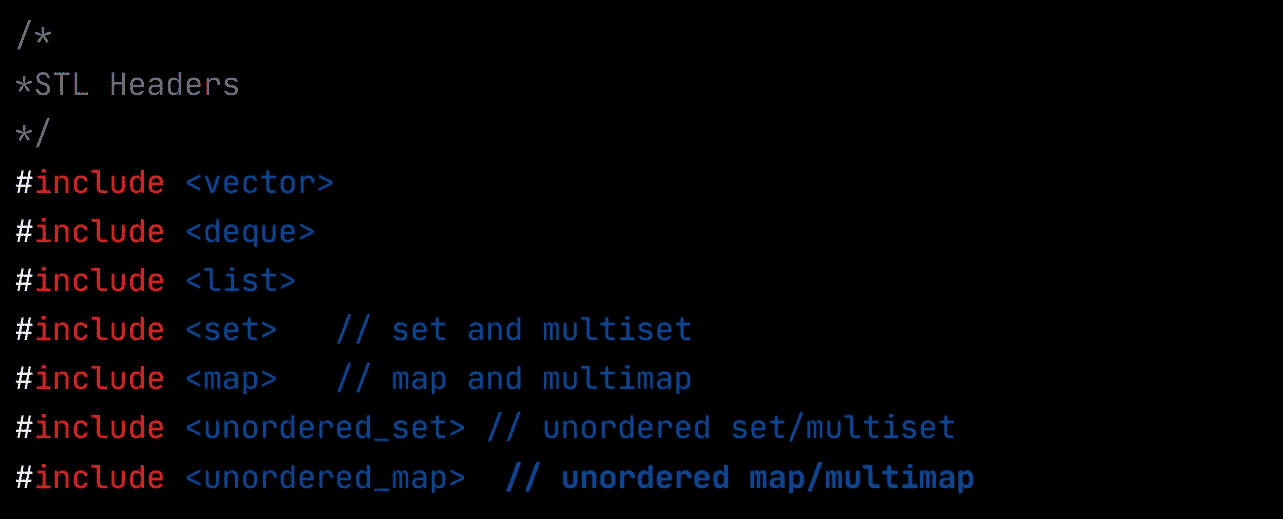 /*
*STL Headers
*/
#include <vector>
#include <deque>
#include <list>
#include <set>   // set and multiset
#include <map>   // map and multimap
#include <unordered_set> // unordered set/multiset
#include <unordered_map>  // unordered map/multimap